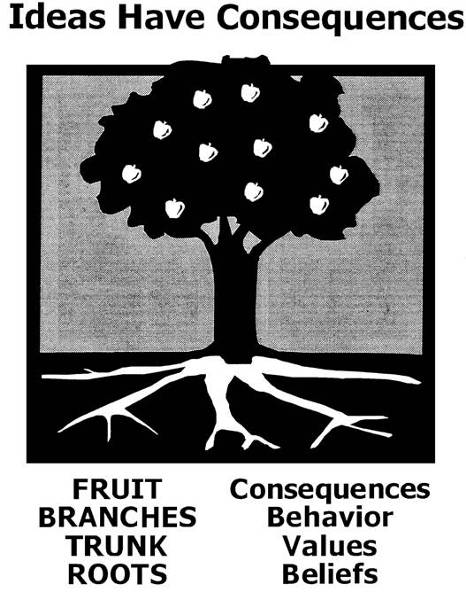 Ideas Have Consequences
FRUIT Consequences
BRANCHES Behavior
TRUNK Values
ROOTS Beliefs